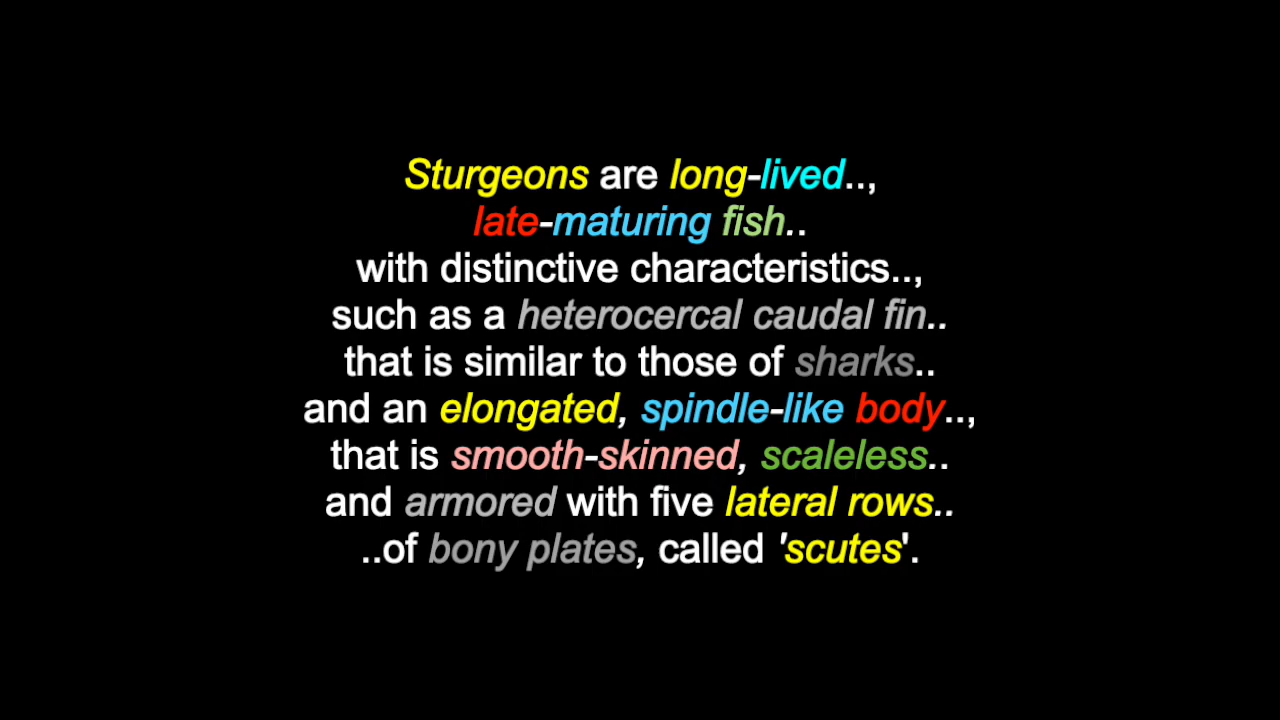 Sturgeons are long-lived..,
late-maturing fish..
with distinctive characteristics..,
such as a heterocercal caudal fin..
that is similar to those of sharks..
and an elongated, spindle-like body..,
that is smooth-skinned, scaleless..
and armored with five lateral rows..
..of bony plates, called 'scutes'.